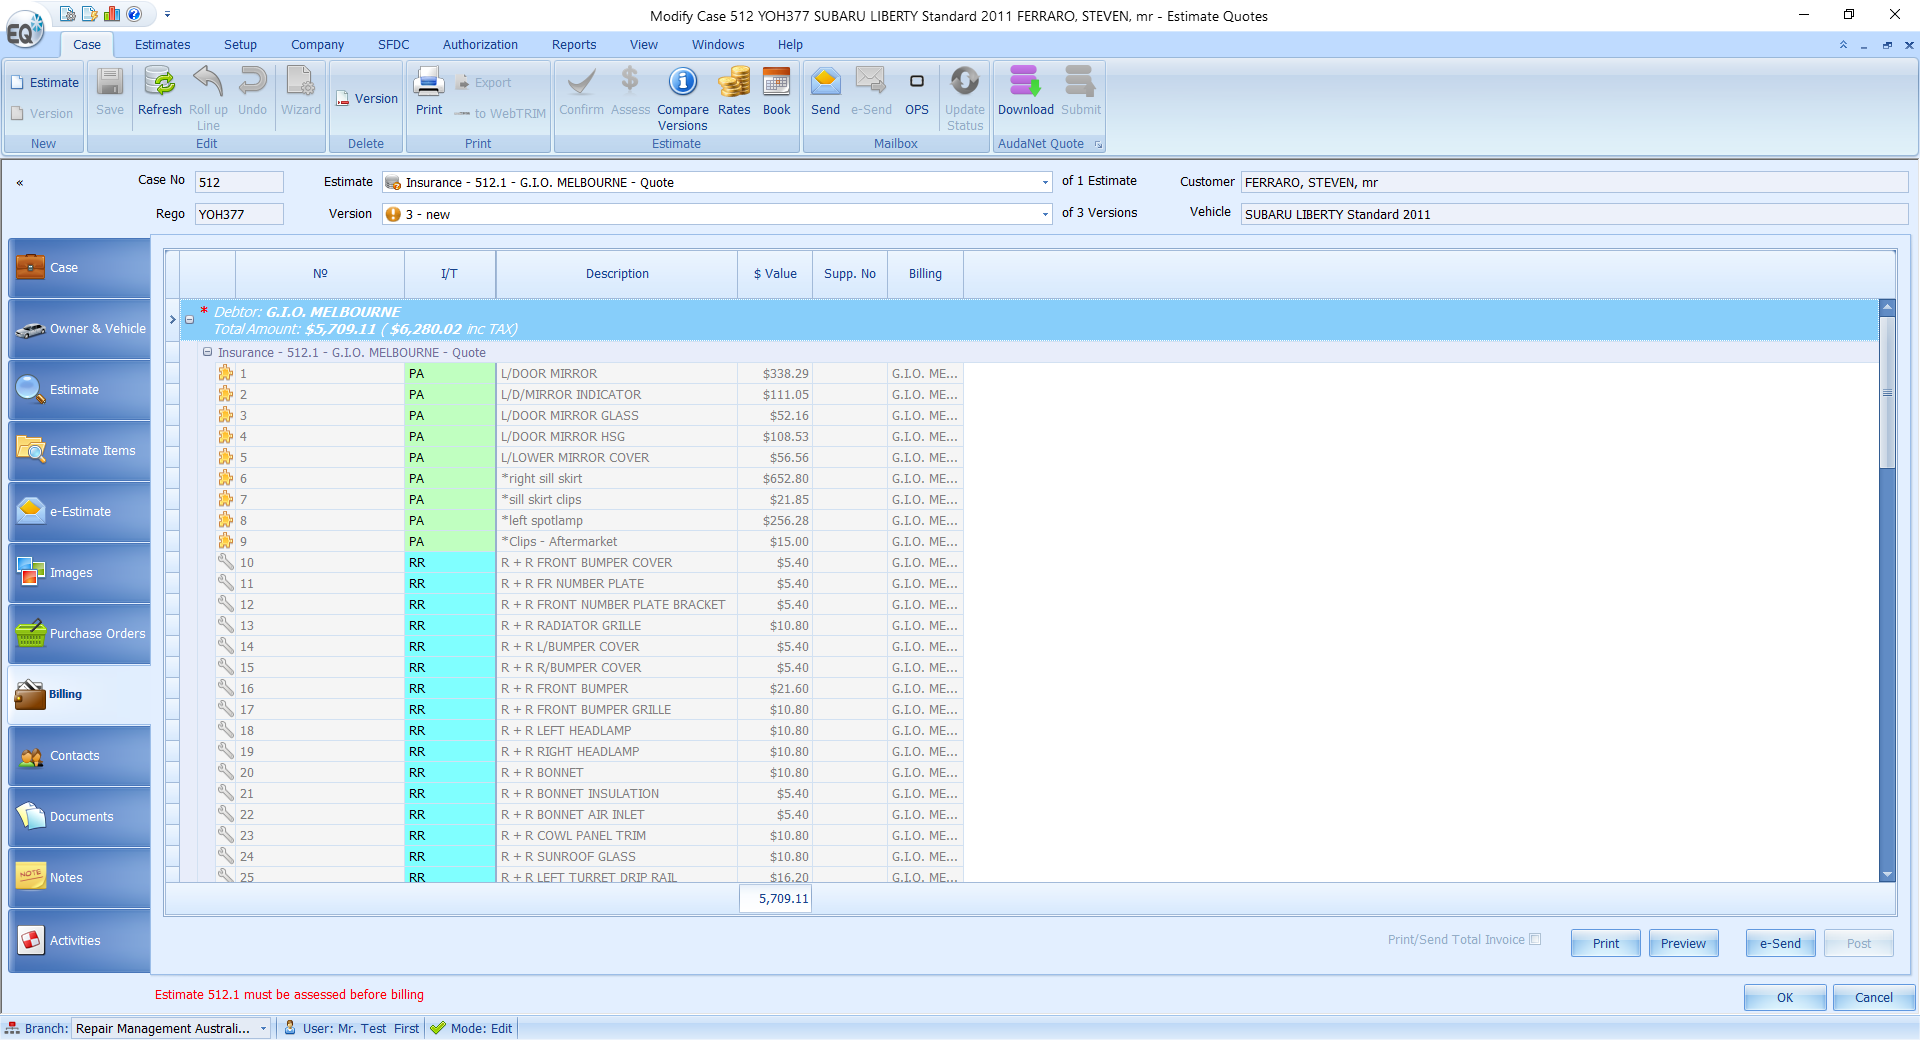 Modify Case 512 YOH377 SUBARU LIBERTY Standard 2011 FERRARO, STEVEN, mr - Estimate Quotes
EQ
Case Estimates Setup Company SFDC Authorization Reports View Windows Help
Estimate
Version
New
Save
Refresh
Roll up Line
Undo
Wizard
Edit
Version
Delete
Print
Export
to WebTRIM
Print
Confirm
Assess
Compare Versions
Rates
Book
Estimate
Send
e-Send
OPS
Update Status
Mailbox
Download
Submit
AudaNet Quote
«
Case No 512 Estimate Insurance - 512.1 - G.I.O. MELBOURNE - Quote of 1 Estimate Customer FERRARO, STEVEN, mr
Rego YOH377 Version 3 - new of 3 Versions Vehicle SUBARU LIBERTY Standard 2011
Case
Owner & Vehicle
Estimate
Estimate Items
e-Estimate
Images
Purchase Orders
Billing
Contacts
Documents
NOTE
Notes
Activities
Nº I/T Description $ Value Supp. No Billing
* Debtor: G.I.O. MELBOURNE
Total Amount: $5,709.11 ( $6,280.02 inc TAX)
Insurance - 512.1 - G.I.O. MELBOURNE - Quote
1 PA L/DOOR MIRROR $338.29 G.I.O. ME...
2 PA L/D/MIRROR INDICATOR $111.05 G.I.O. ME...
3 PA L/DOOR MIRROR GLASS $52.16 G.I.O. ME...
4 PA L/DOOR MIRROR HSG $108.53 G.I.O. ME...
5 PA L/LOWER MIRROR COVER $56.56 G.I.O. ME...
6 PA *right sill skirt $652.80 G.I.O. ME...
7 PA *sill skirt clips $21.85 G.I.O. ME...
8 PA *left spotlamp $256.28 G.I.O. ME...
9 PA *Clips - Aftermarket $15.00 G.I.O. ME...
10 RR R + R FRONT BUMPER COVER $5.40 G.I.O. ME...
11 RR R + R FR NUMBER PLATE $5.40 G.I.O. ME...
12 RR R + R FRONT NUMBER PLATE BRACKET $5.40 G.I.O. ME...
13 RR R + R RADIATOR GRILLE $10.80 G.I.O. ME...
14 RR R + R L/BUMPER COVER $5.40 G.I.O. ME...
15 RR R + R R/BUMPER COVER $5.40 G.I.O. ME...
16 RR R + R FRONT BUMPER $21.60 G.I.O. ME...
17 RR R + R FRONT BUMPER GRILLE $10.80 G.I.O. ME...
18 RR R + R LEFT HEADLAMP $10.80 G.I.O. ME...
19 RR R + R RIGHT HEADLAMP $10.80 G.I.O. ME...
20 RR R + R BONNET $10.80 G.I.O. ME...
21 RR R + R BONNET INSULATION $5.40 G.I.O. ME...
22 RR R + R BONNET AIR INLET $5.40 G.I.O. ME...
23 RR R + R COWL PANEL TRIM $10.80 G.I.O. ME...
24 RR R + R SUNROOF GLASS $10.80 G.I.O. ME...
25 RR R + R LEFT TURRET DRIP RAIL $16.20 G.I.O. ME...
5,709.11
Print/Send Total Invoice Print Preview e-Send Post
Estimate 512.1 must be assessed before billing
OK Cancel
Branch: Repair Management Australi... User: Mr. Test First Mode: Edit